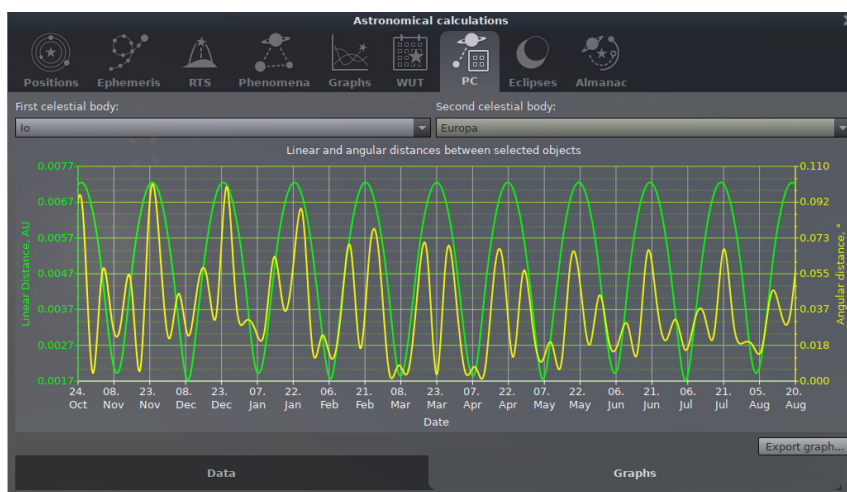 Astronomical calculations
Positions Ephemeris RTS Phenomena Graphs WUT PC Eclipses Almanac
First celestial body: Second celestial body:
Io Europa
Linear and angular distances between selected objects
0.0077 0.110
0.0067 0.092
0.0057 0.073
0.0047 0.055
0.0037 0.037
0.0027 0.018
0.0017 0.000
Linear Distance, AU
Angular distance, °
24. 08. 23. 08. 23. 07. 22. 06. 21. 08. 23. 07. 22. 07. 22. 06. 21. 06. 21. 05. 20.
Oct Nov Nov Dec Dec Jan Jan Feb Feb Mar Mar Apr Apr May May Jun Jun Jul Jul Aug Aug
Date
Export graph...
Data Graphs